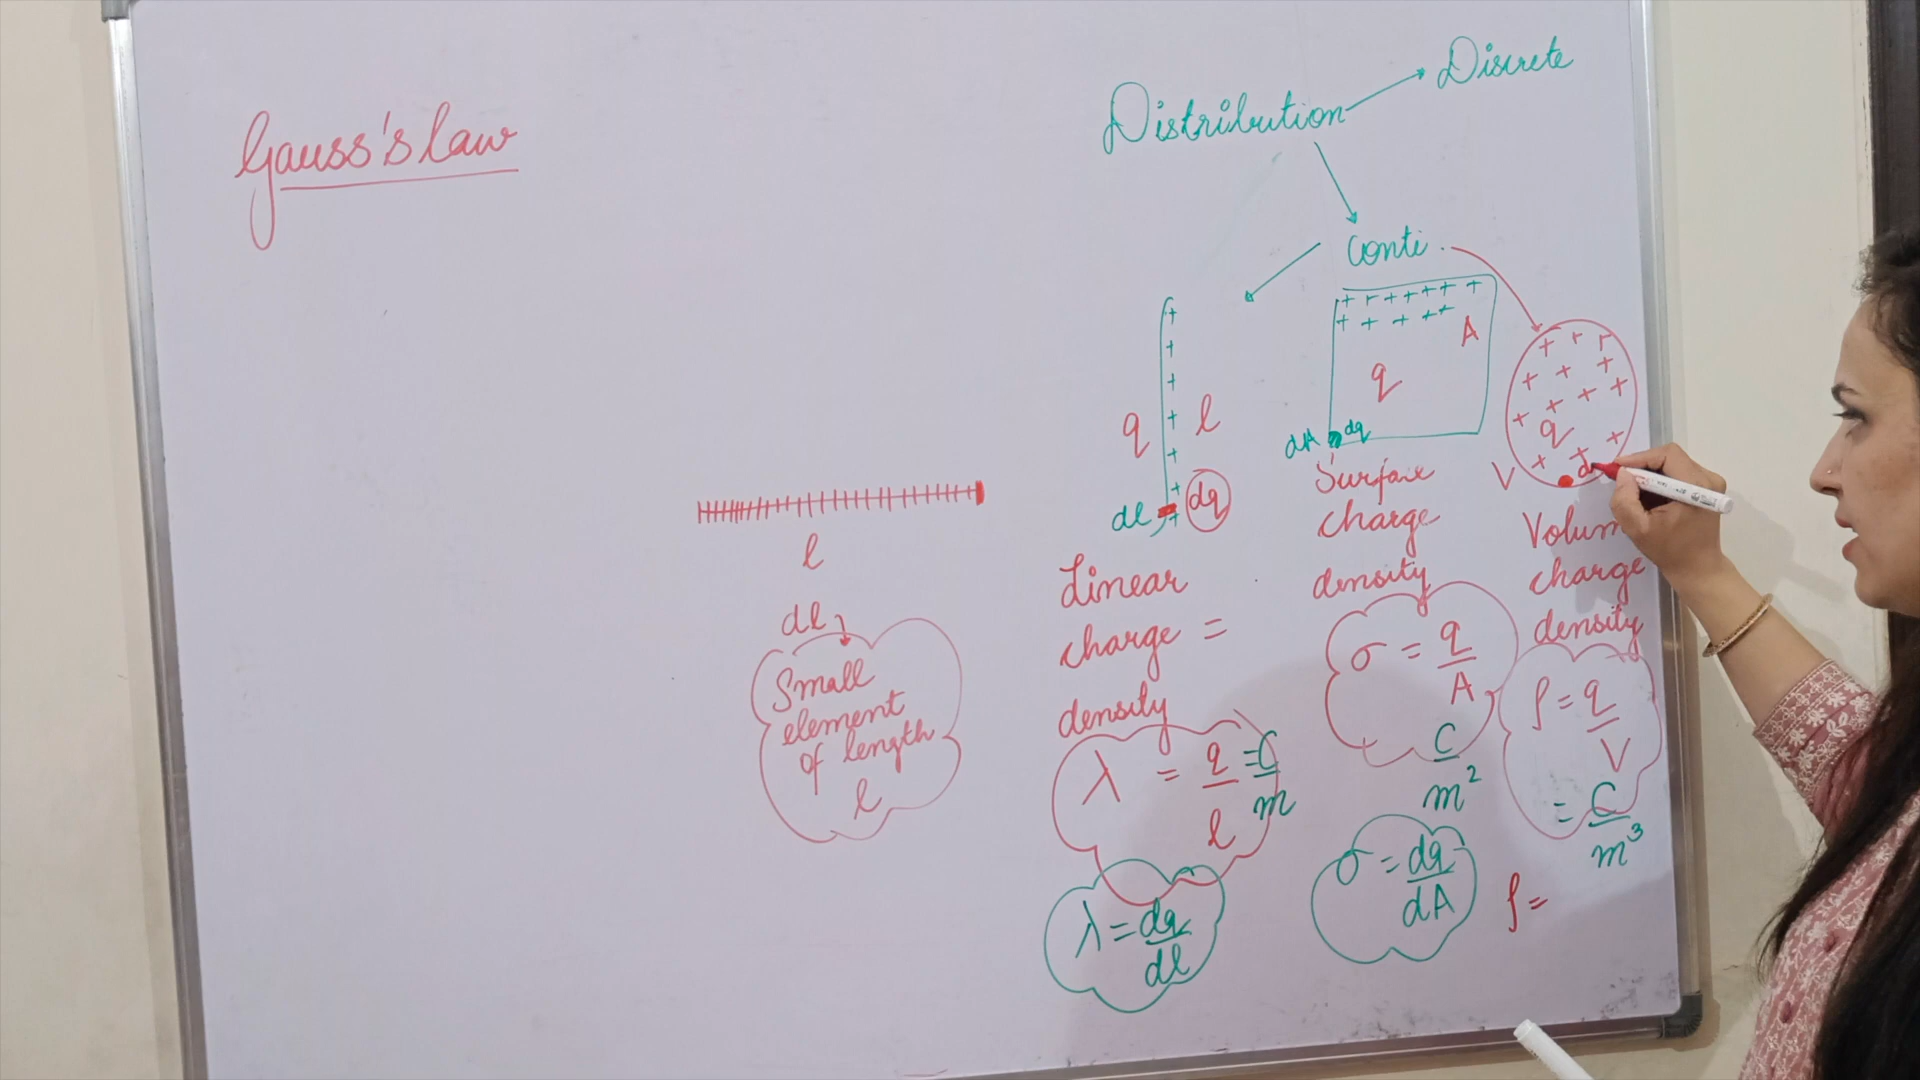 Gauss's law
Distribution
Discrete
Conti.
q
l
dl
dq
Linear
charge =
density
λ = q/l = C/m
λ = dq/dl
A
q
dA
dq
Surface
charge
density
σ = q/A
C/m²
σ = dq/dA
q
V
charge
density
ρ = q/V
= C/m³
ρ =
l
dl
Small
element
of length
l